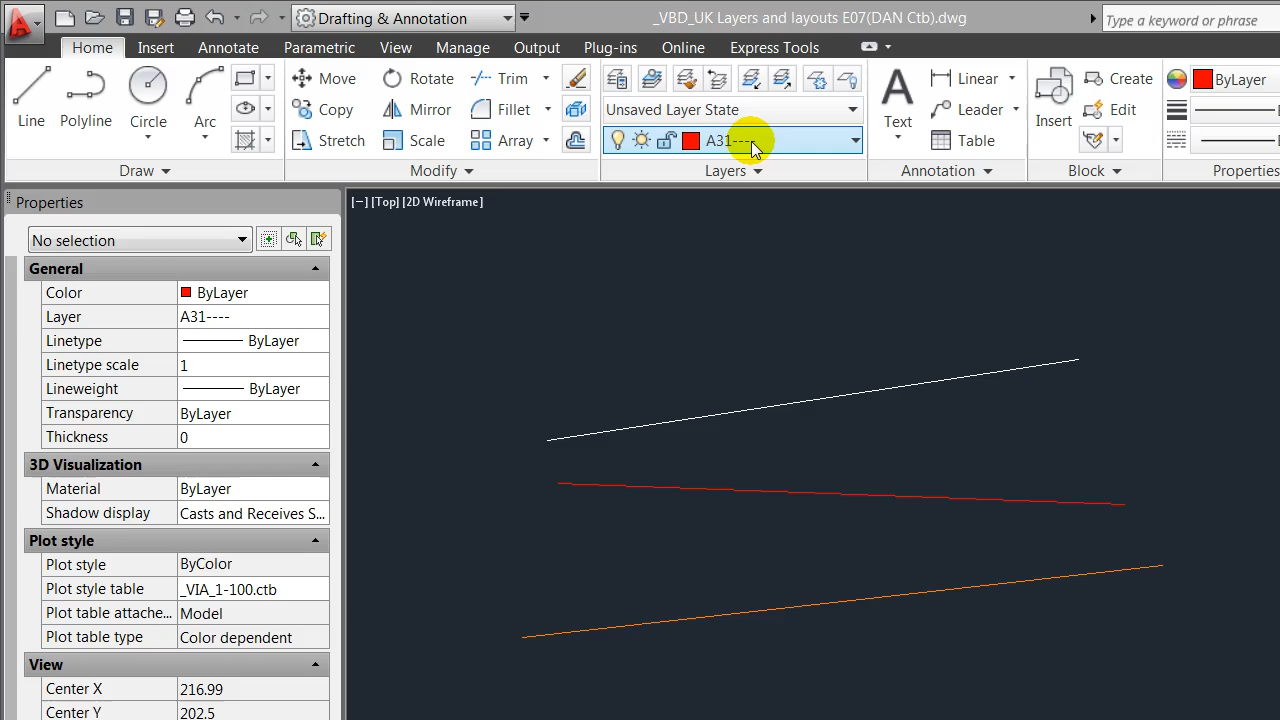 Drafting & Annotation
_VBD_UK Layers and layouts E07(DAN Ctb).dwg
Type a keyword or phrase
Home Insert Annotate Parametric View Manage Output Plug-ins Online Express Tools
Line Polyline Circle Arc
Draw
Move Rotate Trim
Copy Mirror Fillet
Stretch Scale Array
Modify
Unsaved Layer State
A31----
Layers
Text
Linear
Leader
Table
Annotation
Insert
Create
Edit
Block
ByLayer
Properties
Properties
No selection
General
Color ByLayer
Layer A31----
Linetype ByLayer
Linetype scale 1
Lineweight ByLayer
Transparency ByLayer
Thickness 0
3D Visualization
Material ByLayer
Shadow display Casts and Receives S...
Plot style
Plot style ByColor
Plot style table _VIA_1-100.ctb
Plot table attache... Model
Plot table type Color dependent
View
Center X 216.99
Center Y 202.5
[−] [Top] [2D Wireframe]